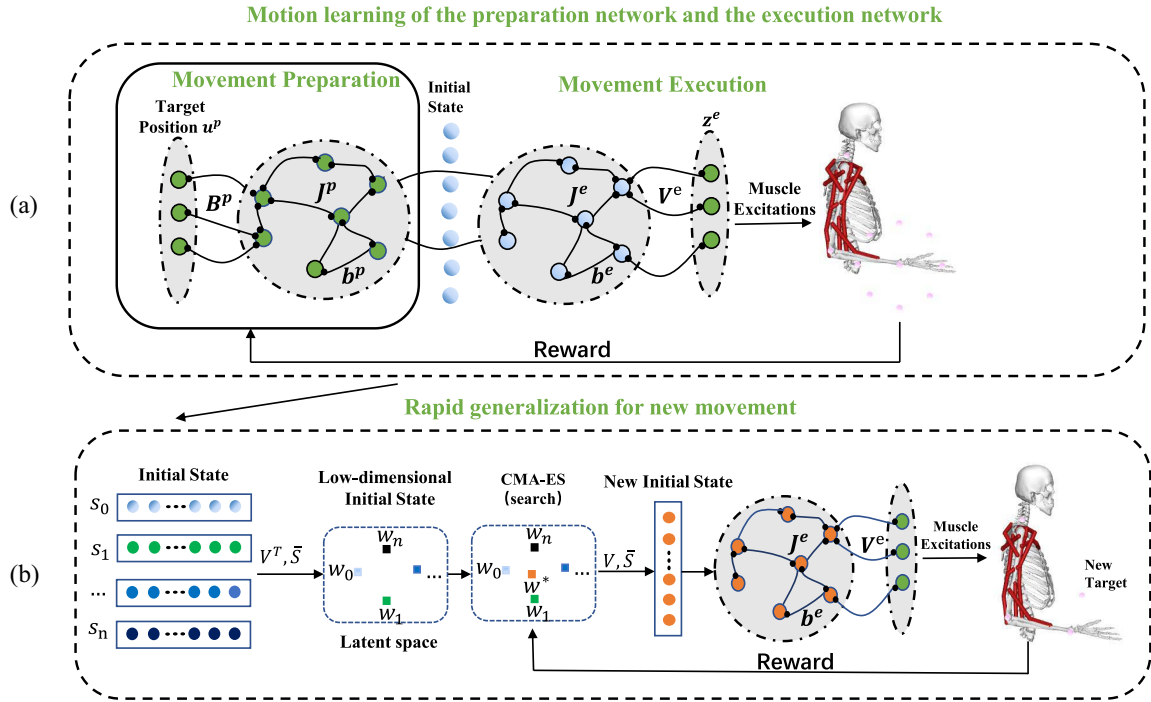 Motion learning of the preparation network and the execution network
Movement Preparation
Initial
State
Movement Execution
Target
Position u^p
z^e
(a)
B^p
J^p
b^p
J^e
b^e
V^e
Muscle
Excitations
Reward
Rapid generalization for new movement
(b)
Initial State
s_0
s_1
...
s_n
V^T, S̄
Low-dimensional
Initial State
w_n
w_0
...
w_1
Latent space
CMA-ES
(search)
w_n
w_0
...
w^*
w_1
V, S̄
New Initial State
J^e
b^e
V^e
Muscle
Excitations
New
Target
Reward